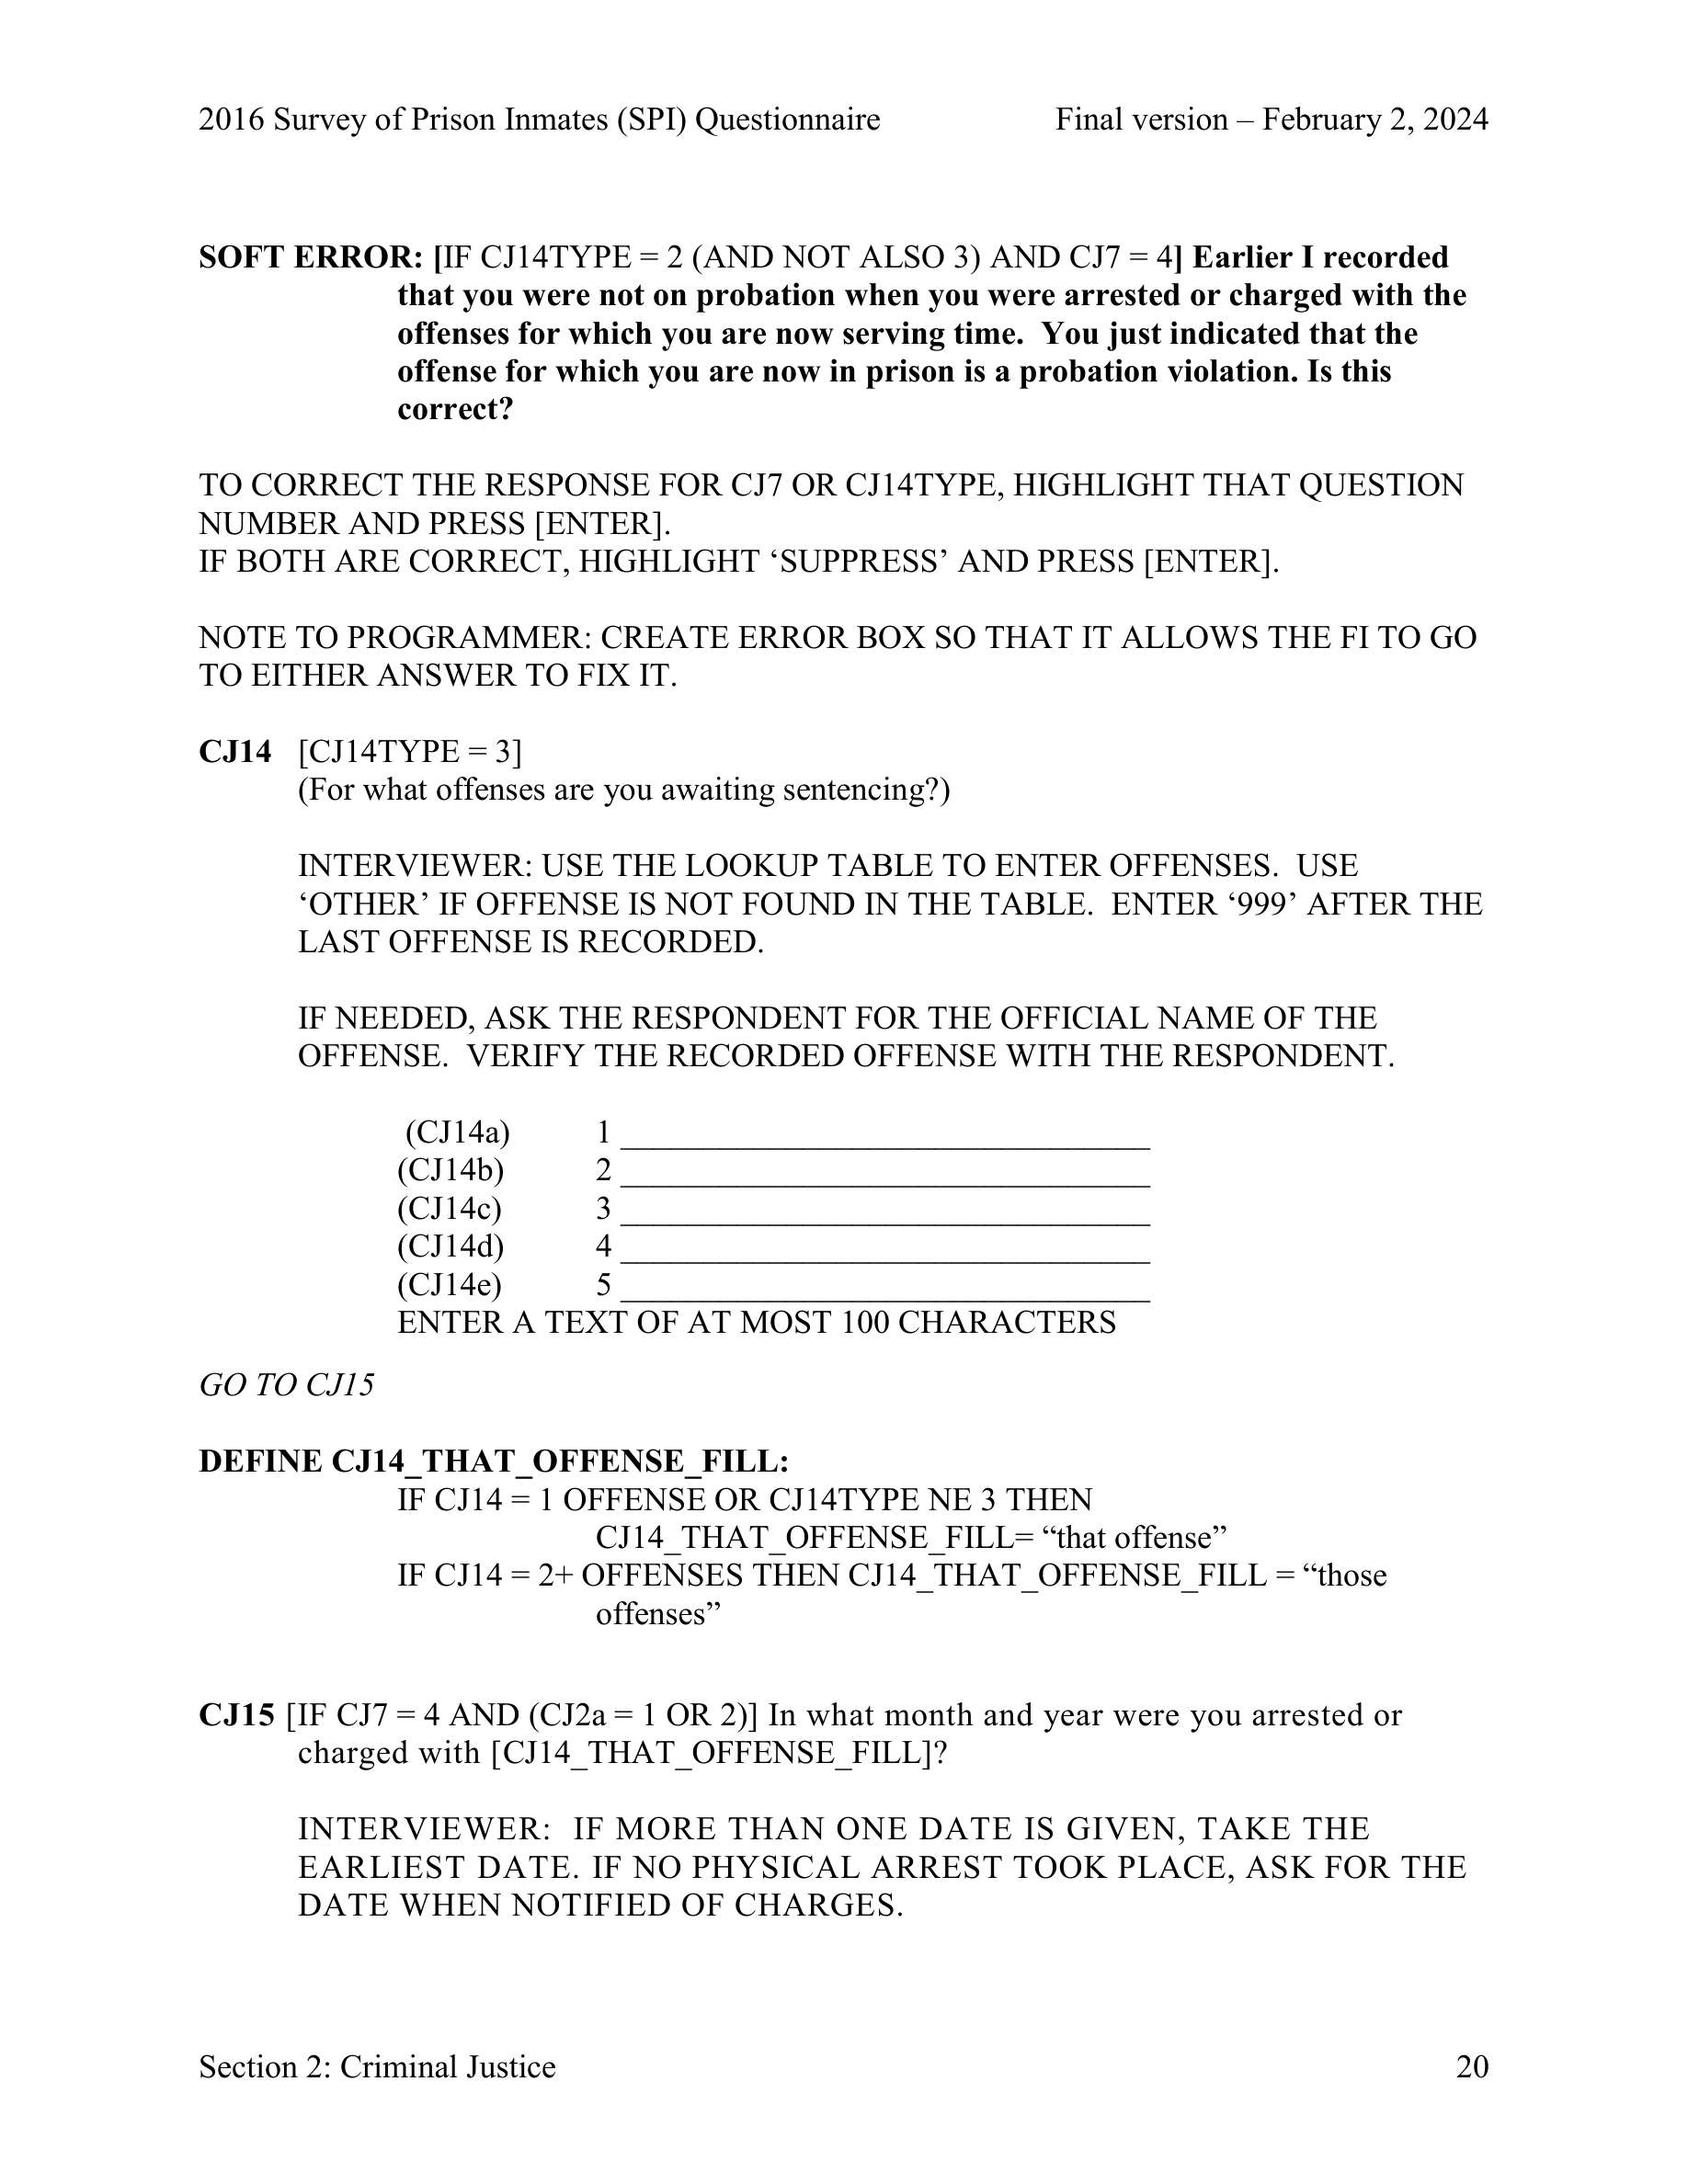 2016 Survey of Prison Inmates (SPI) Questionnaire Final version – February 2, 2024
SOFT ERROR: [IF CJ14TYPE = 2 (AND NOT ALSO 3) AND CJ7 = 4] Earlier I recorded
that you were not on probation when you were arrested or charged with the
offenses for which you are now serving time.  You just indicated that the
offense for which you are now in prison is a probation violation. Is this
correct?
TO CORRECT THE RESPONSE FOR CJ7 OR CJ14TYPE, HIGHLIGHT THAT QUESTION
NUMBER AND PRESS [ENTER].
IF BOTH ARE CORRECT, HIGHLIGHT ‘SUPPRESS’ AND PRESS [ENTER].
NOTE TO PROGRAMMER: CREATE ERROR BOX SO THAT IT ALLOWS THE FI TO GO
TO EITHER ANSWER TO FIX IT.
CJ14 [CJ14TYPE = 3]
(For what offenses are you awaiting sentencing?)
INTERVIEWER: USE THE LOOKUP TABLE TO ENTER OFFENSES.  USE
‘OTHER’ IF OFFENSE IS NOT FOUND IN THE TABLE.  ENTER ‘999’ AFTER THE
LAST OFFENSE IS RECORDED.
IF NEEDED, ASK THE RESPONDENT FOR THE OFFICIAL NAME OF THE
OFFENSE.  VERIFY THE RECORDED OFFENSE WITH THE RESPONDENT.
(CJ14a) 1 ________________________________
(CJ14b) 2 ________________________________
(CJ14c) 3 ________________________________
(CJ14d) 4 ________________________________
(CJ14e) 5 ________________________________
ENTER A TEXT OF AT MOST 100 CHARACTERS
GO TO CJ15
DEFINE CJ14_THAT_OFFENSE_FILL:
IF CJ14 = 1 OFFENSE OR CJ14TYPE NE 3 THEN
CJ14_THAT_OFFENSE_FILL= “that offense”
IF CJ14 = 2+ OFFENSES THEN CJ14_THAT_OFFENSE_FILL = “those
offenses”
CJ15 [IF CJ7 = 4 AND (CJ2a = 1 OR 2)] In what month and year were you arrested or
charged with [CJ14_THAT_OFFENSE_FILL]?
INTERVIEWER:  IF MORE THAN ONE DATE IS GIVEN, TAKE THE
EARLIEST DATE. IF NO PHYSICAL ARREST TOOK PLACE, ASK FOR THE
DATE WHEN NOTIFIED OF CHARGES.
Section 2: Criminal Justice 20